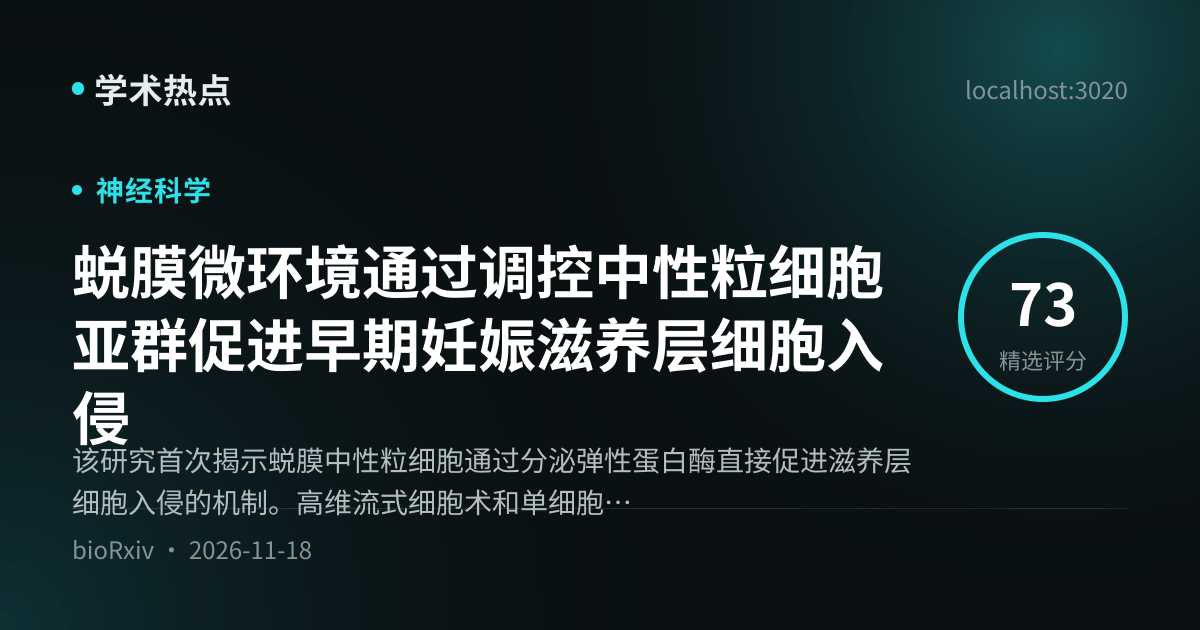 学术热点
localhost:3020
神经科学
蜕膜微环境通过调控中性粒细胞
亚群促进早期妊娠滋养层细胞入
侵
73
精选评分
该研究首次揭示蜕膜中性粒细胞通过分泌弹性蛋白酶直接促进滋养层
细胞入侵的机制。高维流式细胞术和单细胞…
bioRxiv · 2026-11-18